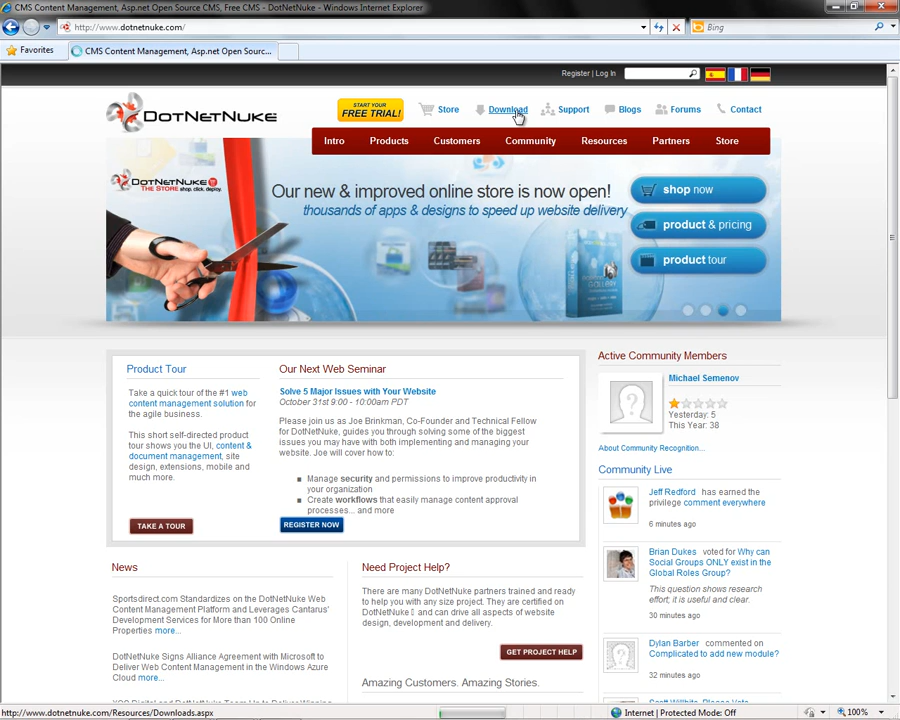 CMS Content Management, Asp.net Open Source CMS, Free CMS - DotNetNuke - Windows Internet Explorer
http://www.dotnetnuke.com/
Bing
Favorites
CMS Content Management, Asp.net Open Sourc...
Register | Log In
DotNetNuke
START YOUR
FREE TRIAL!
Store
Download
Support
Blogs
Forums
Contact
Intro
Products
Customers
Community
Resources
Partners
Store
DotNetNuke
THE STORE shop, click, deploy.
Our new & improved online store is now open!
thousands of apps & designs to speed up website delivery
shop now
product & pricing
product tour
Product Tour
Take a quick tour of the #1 web
content management solution for
the agile business.
This short self-directed product
tour shows you the UI, content &
document management, site
design, extensions, mobile and
much more.
TAKE A TOUR
Our Next Web Seminar
Solve 5 Major Issues with Your Website
October 31st 9:00 - 10:00am PDT
Please join us as Joe Brinkman, Co-Founder and Technical Fellow
for DotNetNuke, guides you through solving some of the biggest
issues you may have with both implementing and managing your
website. Joe will cover how to:
Manage security and permissions to improve productivity in
your organization
Create workflows that easily manage content approval
processes... and more
REGISTER NOW
Active Community Members
Michael Semenov
Yesterday: 5
This Year: 38
About Community Recognition...
Community Live
Jeff Redford has earned the
privilege comment everywhere
6 minutes ago
Brian Dukes voted for Why can
Social Groups ONLY exist in the
Global Roles Group?
This question shows research
effort; it is useful and clear.
30 minutes ago
Dylan Barber commented on
Complicated to add new module?
32 minutes ago
News
Sportsdirect.com Standardizes on the DotNetNuke Web
Content Management Platform and Leverages Cantarus'
Development Services for More than 100 Online
Properties more...
DotNetNuke Signs Alliance Agreement with Microsoft to
Deliver Web Content Management in the Windows Azure
Cloud more...
Need Project Help?
There are many DotNetNuke partners trained and ready
to help you with any size project. They are certified on
DotNetNuke and can drive all aspects of website
design, development and delivery.
GET PROJECT HELP
Amazing Customers. Amazing Stories.
http://www.dotnetnuke.com/Resources/Downloads.aspx
Internet | Protected Mode: Off
100%